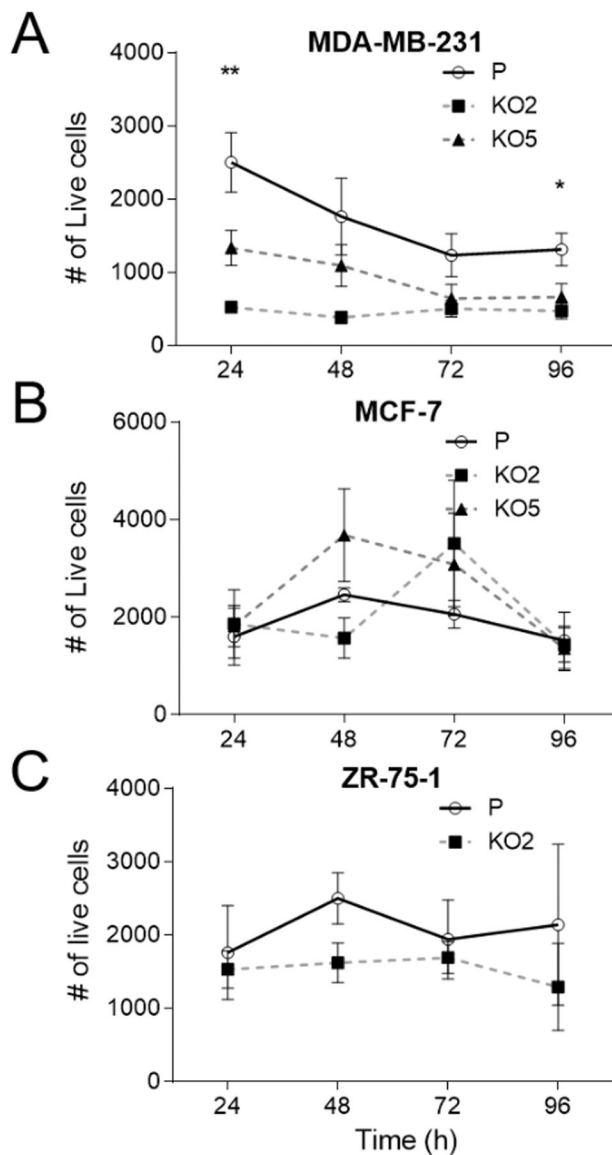 A
MDA-MB-231
4000
3000
2000
1000
0
# of Live cells
**
*
P
KO2
KO5
24 48 72 96
B
MCF-7
6000
4000
2000
0
# of Live cells
P
KO2
KO5
24 48 72 96
C
ZR-75-1
4000
3000
2000
1000
0
# of live cells
P
KO2
24 48 72 96
Time (h)